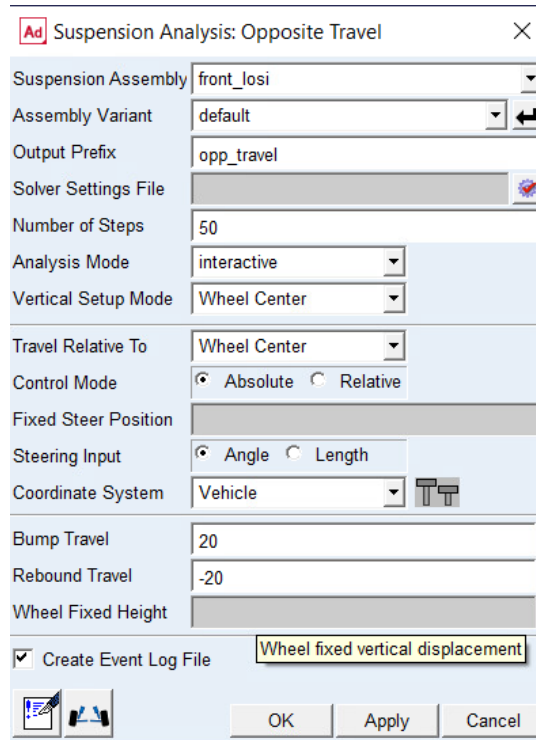 Ad Suspension Analysis: Opposite Travel
Suspension Assembly front_losi
Assembly Variant default
Output Prefix opp_travel
Solver Settings File
Number of Steps 50
Analysis Mode interactive
Vertical Setup Mode Wheel Center
Travel Relative To Wheel Center
Control Mode Absolute Relative
Fixed Steer Position
Steering Input Angle Length
Coordinate System Vehicle
Bump Travel 20
Rebound Travel -20
Wheel Fixed Height
Wheel fixed vertical displacement
Create Event Log File
OK Apply Cancel